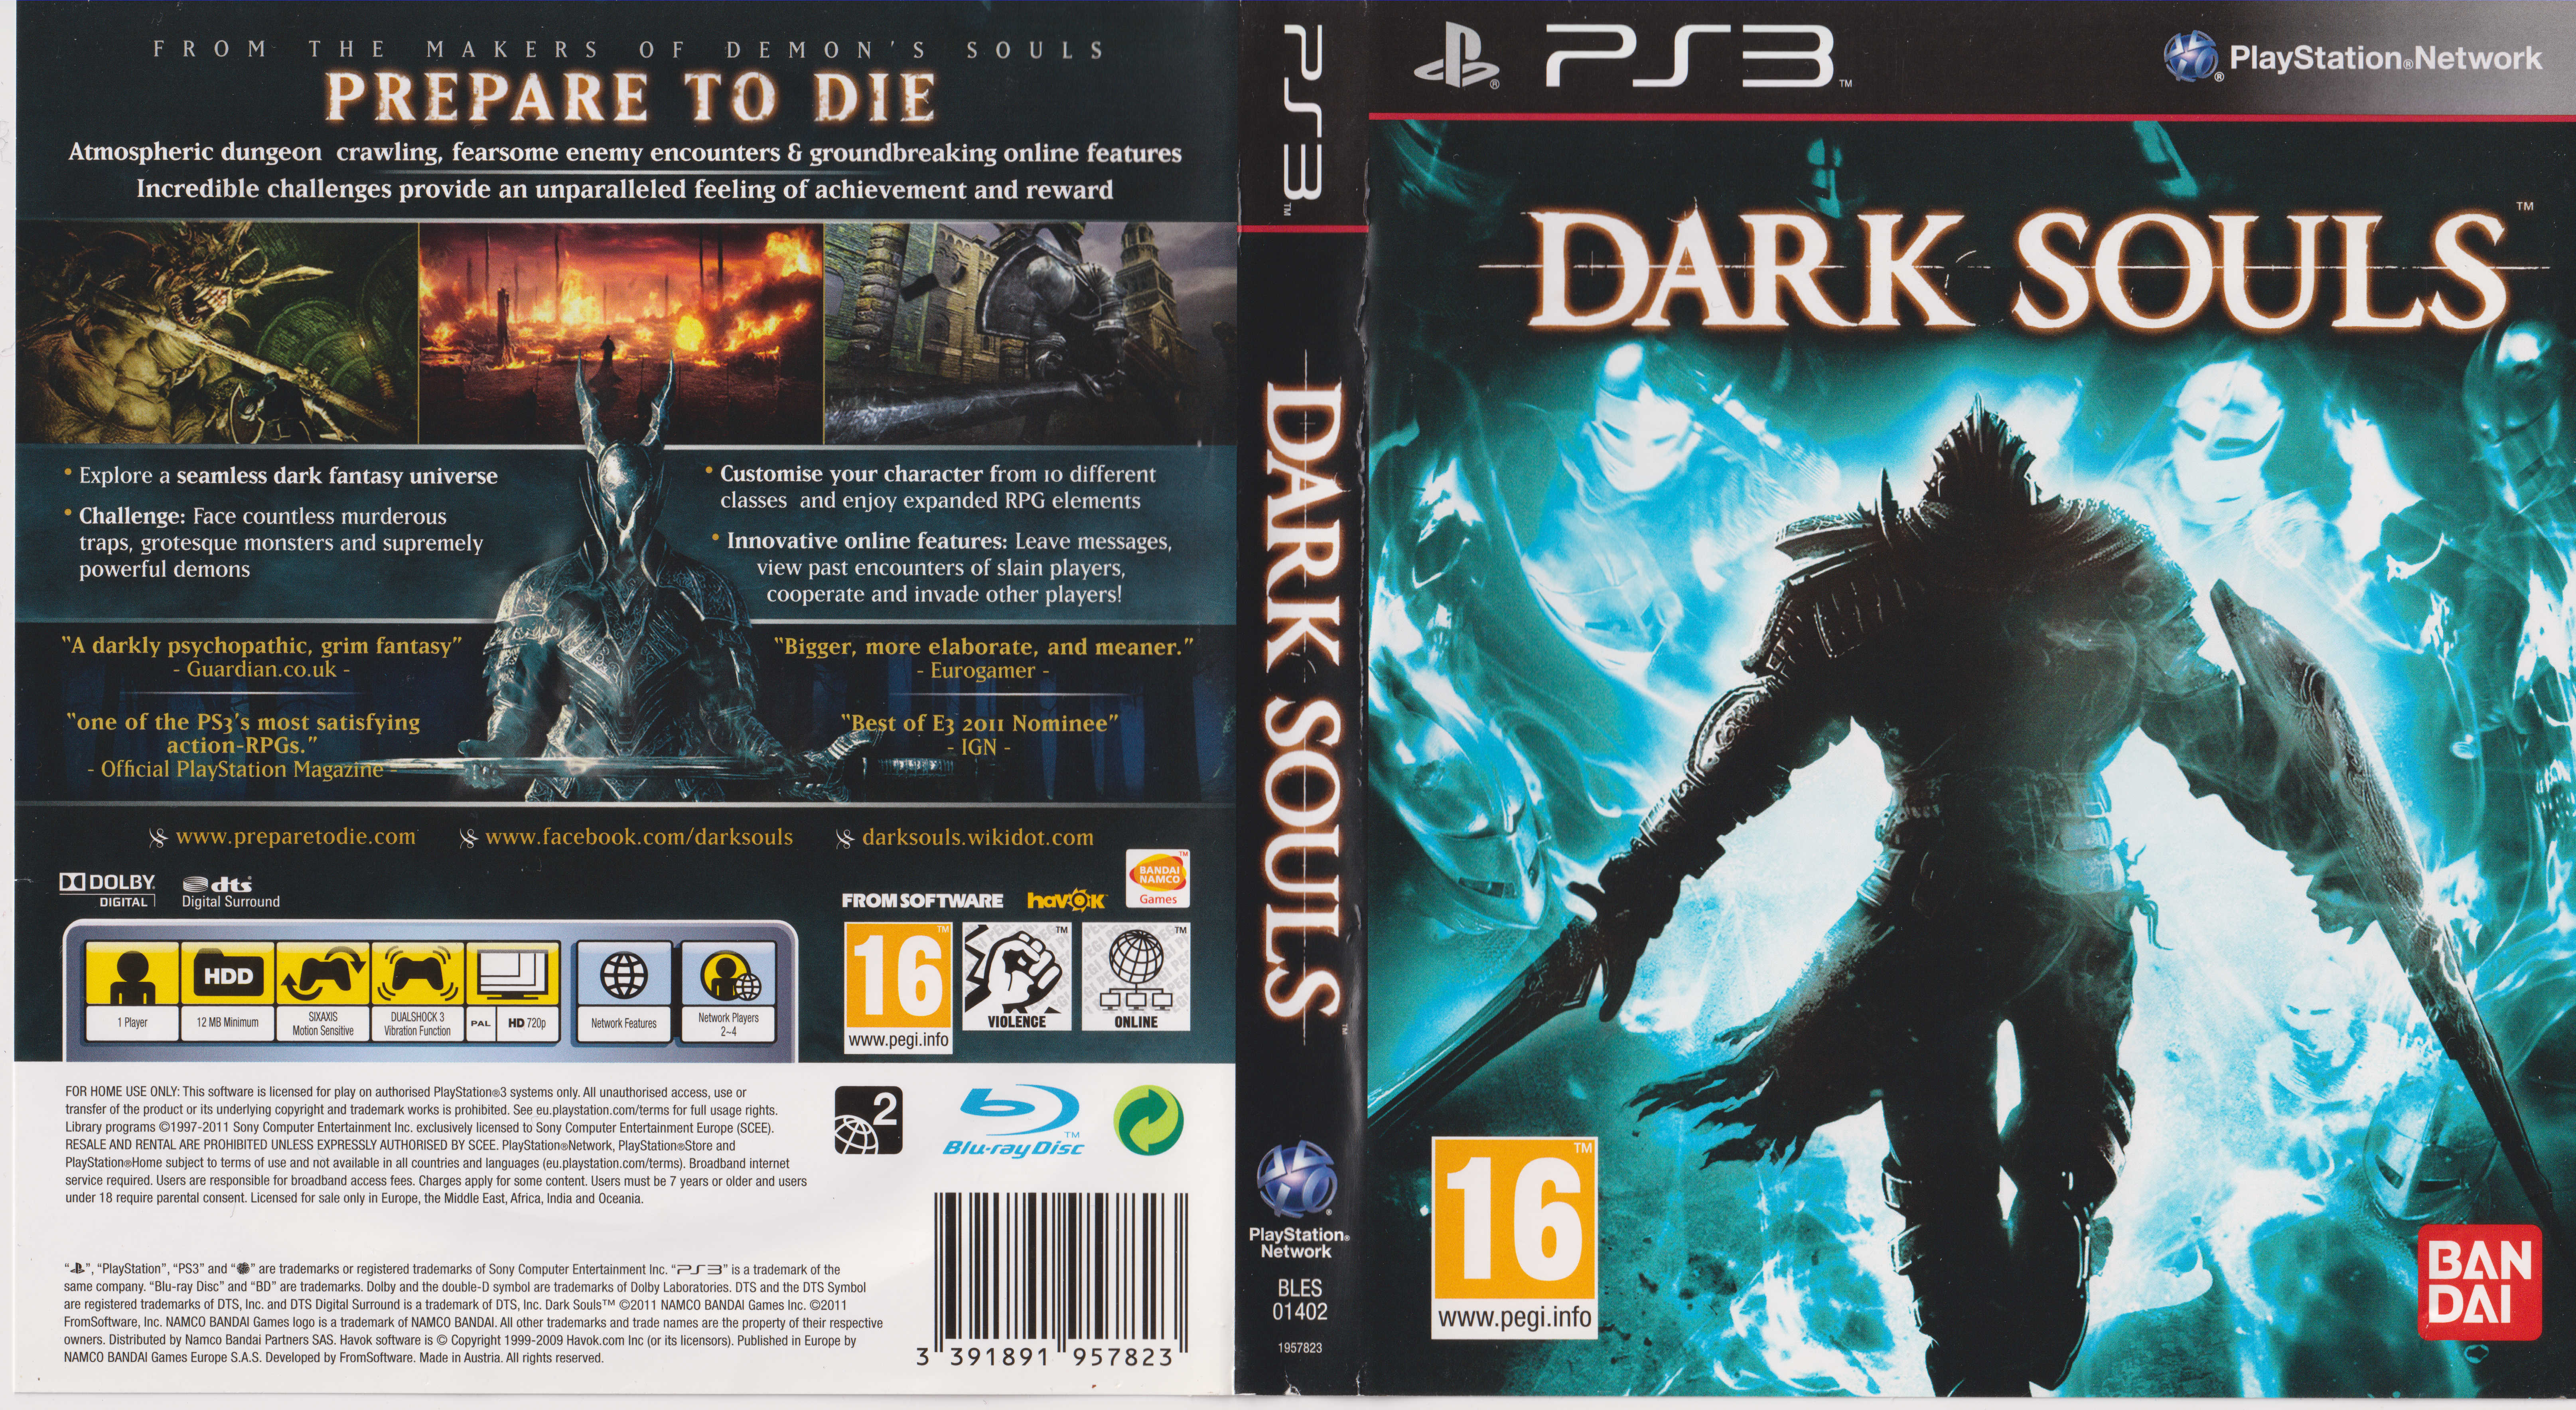 FROM THE MAKERS OF DEMON'S SOULS
PREPARE TO DIE
Atmospheric dungeon crawling, fearsome enemy encounters & groundbreaking online features
Incredible challenges provide an unparalleled feeling of achievement and reward
• Explore a seamless dark fantasy universe
• Challenge: Face countless murderous
traps, grotesque monsters and supremely
powerful demons
• Customise your character from 10 different
classes and enjoy expanded RPG elements
• Innovative online features: Leave messages,
view past encounters of slain players,
cooperate and invade other players!
"A darkly psychopathic, grim fantasy"
- Guardian.co.uk -
"one of the PS3's most satisfying
action-RPGs."
- Official PlayStation Magazine -
"Bigger, more elaborate, and meaner."
- Eurogamer -
"Best of E3 2011 Nominee"
- IGN -
www.preparetodie.com www.facebook.com/darksouls darksouls.wikidot.com
DOLBY DIGITAL
dts Digital Surround
FROM SOFTWARE
havok
BANDAI NAMCO Games ™
1 Player
HDD
12 MB Minimum
SIXAXIS
Motion Sensitive
DUALSHOCK 3
Vibration Function
PAL HD 720p
Network Features
Network Players
2~4
16™
www.pegi.info
VIOLENCE ™
ONLINE ™
FOR HOME USE ONLY: This software is licensed for play on authorised PlayStation®3 systems only. All unauthorised access, use or
transfer of the product or its underlying copyright and trademark works is prohibited. See eu.playstation.com/terms for full usage rights.
Library programs ©1997-2011 Sony Computer Entertainment Inc. exclusively licensed to Sony Computer Entertainment Europe (SCEE).
RESALE AND RENTAL ARE PROHIBITED UNLESS EXPRESSLY AUTHORISED BY SCEE. PlayStation®Network, PlayStation®Store and
PlayStation®Home subject to terms of use and not available in all countries and languages (eu.playstation.com/terms). Broadband internet
service required. Users are responsible for broadband access fees. Charges apply for some content. Users must be 7 years or older and users
under 18 require parental consent. Licensed for sale only in Europe, the Middle East, Africa, India and Oceania.
2
Blu-ray Disc™
"", "PlayStation", "PS3" and "" are trademarks or registered trademarks of Sony Computer Entertainment Inc. "PS3" is a trademark of the
same company. "Blu-ray Disc" and "BD" are trademarks. Dolby and the double-D symbol are trademarks of Dolby Laboratories. DTS and the DTS Symbol
are registered trademarks of DTS, Inc. and DTS Digital Surround is a trademark of DTS, Inc. Dark Souls™ ©2011 NAMCO BANDAI Games Inc. ©2011
FromSoftware, Inc. NAMCO BANDAI Games logo is a trademark of NAMCO BANDAI. All other trademarks and trade names are the property of their respective
owners. Distributed by Namco Bandai Partners SAS. Havok software is © Copyright 1999-2009 Havok.com Inc (or its licensors). Published in Europe by
NAMCO BANDAI Games Europe S.A.S. Developed by FromSoftware. Made in Austria. All rights reserved.
3 391891 957823
PS3™
DARK SOULS™
PlayStation®
Network
BLES
01402
1957823
PS3™
PlayStation®Network
DARK SOULS™
16™
www.pegi.info
BAN
DAI